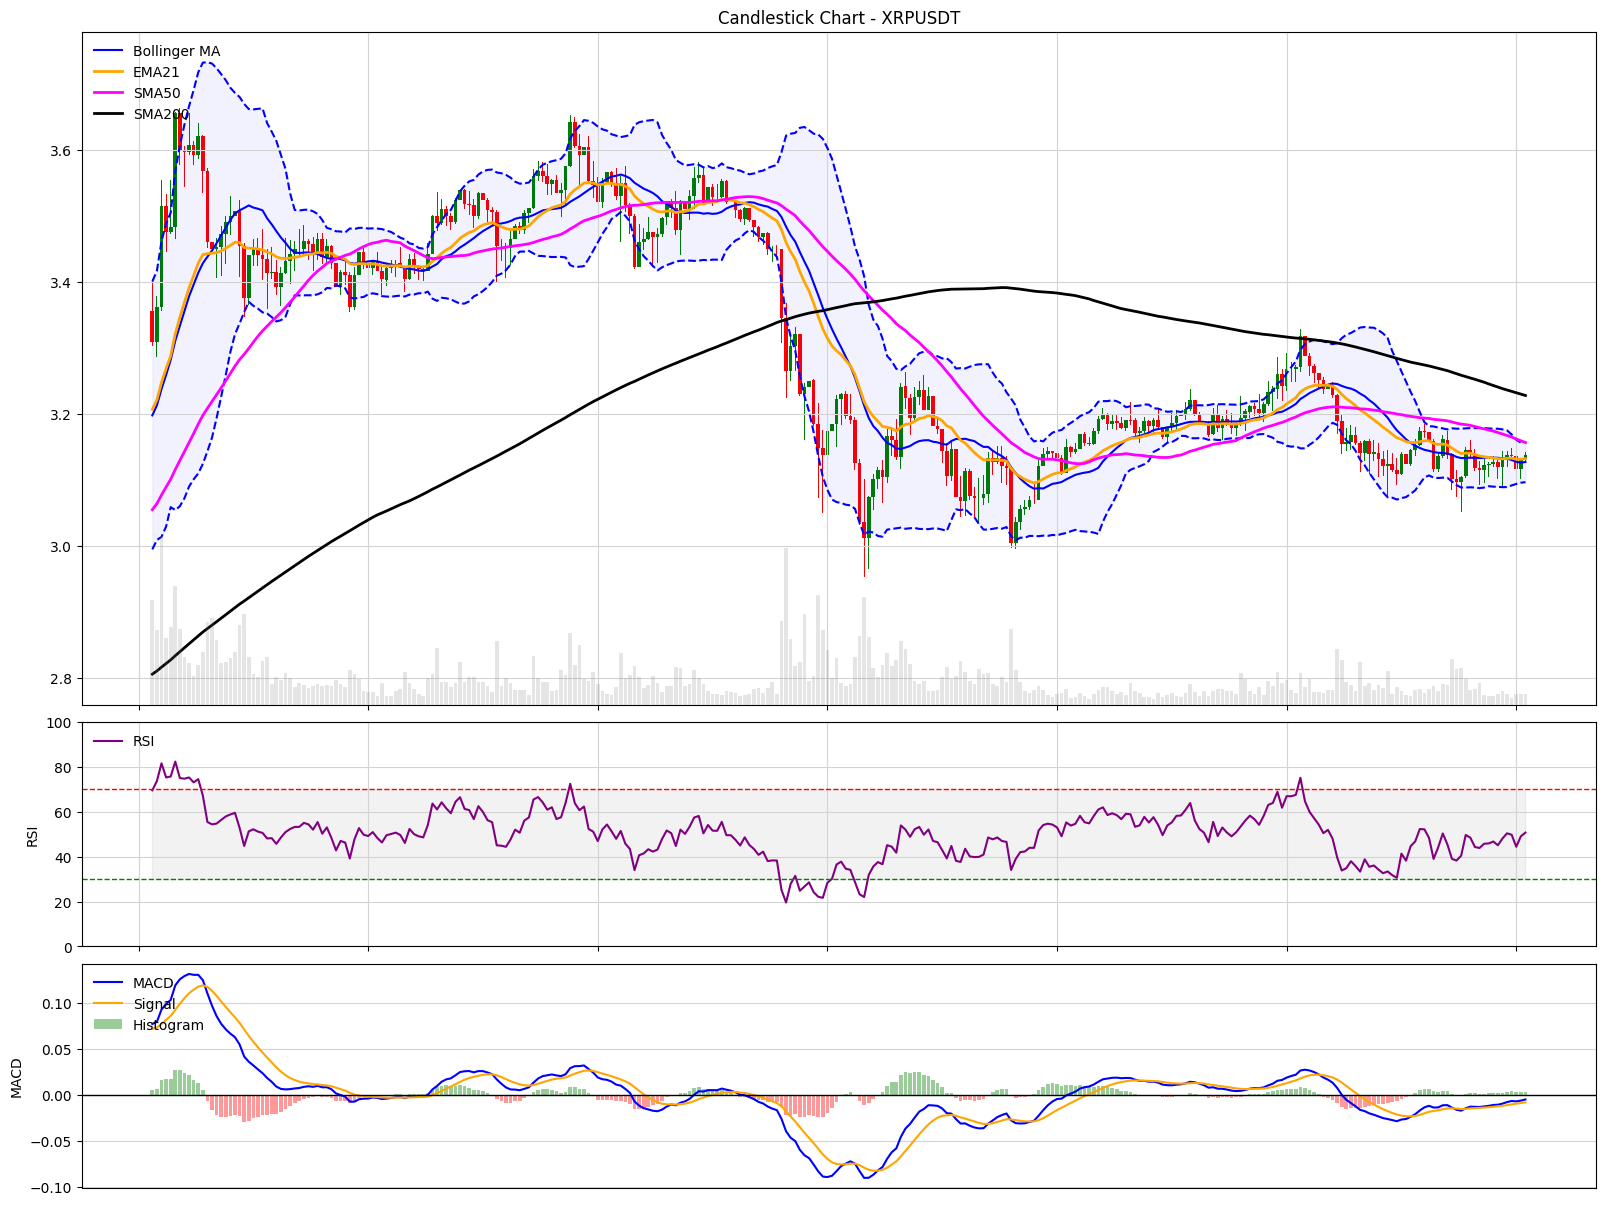 Candlestick Chart - XRPUSDT
Bollinger MA
EMA21
SMA50
SMA200
3.6
3.4
3.2
3.0
2.8
RSI
100
80
60
40
20
0
RSI
MACD
Signal
Histogram
0.10
0.05
0.00
−0.05
−0.10
MACD